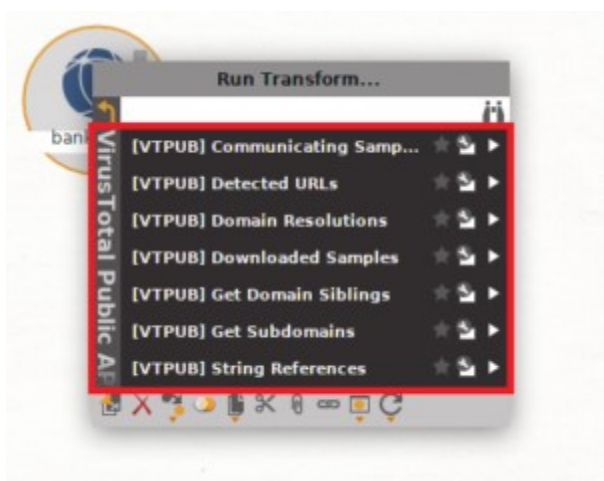 Run Transform...
bank
VirusTotal Public AP
[VTPUB] Communicating Samp...
[VTPUB] Detected URLs
[VTPUB] Domain Resolutions
[VTPUB] Downloaded Samples
[VTPUB] Get Domain Siblings
[VTPUB] Get Subdomains
[VTPUB] String References